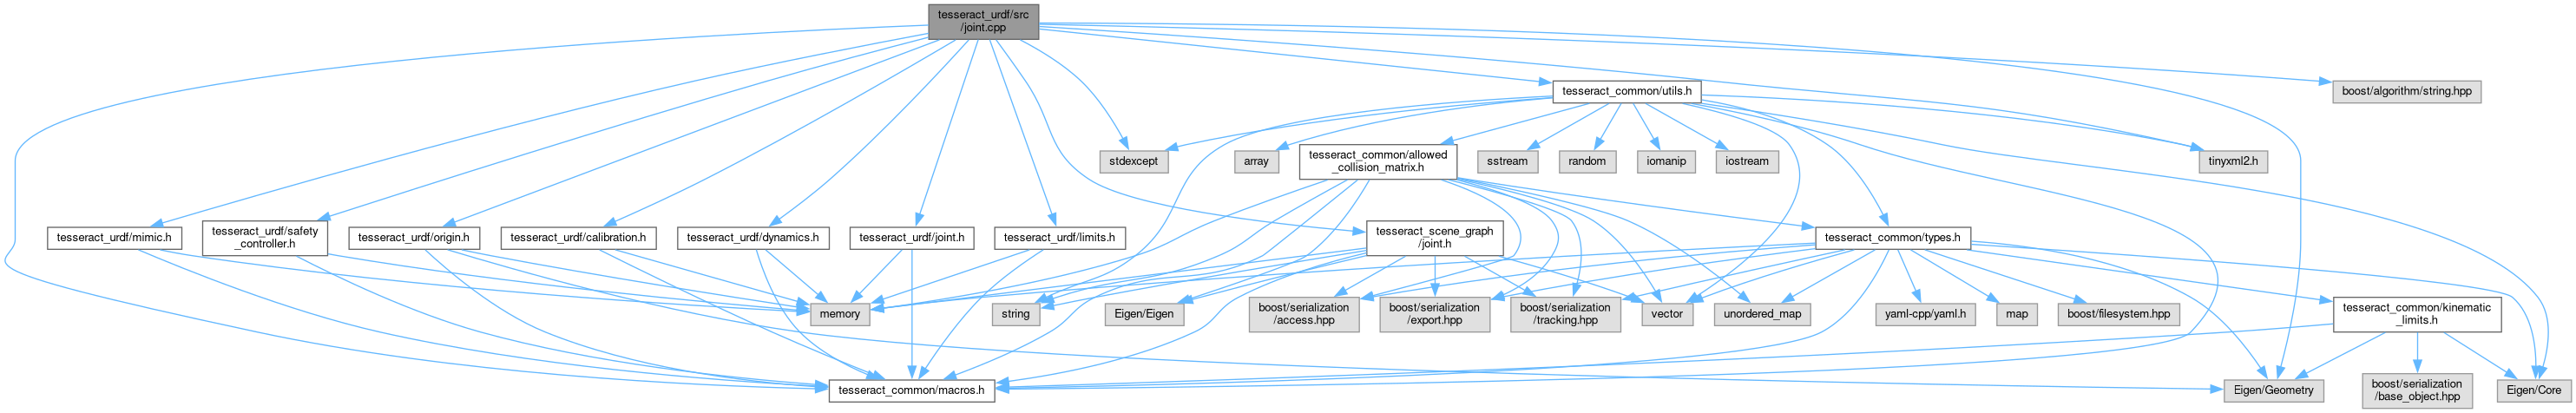 tesseract_urdf/src
/joint.cpp
tesseract_common/utils.h
boost/algorithm/string.hpp
stdexcept
array
tesseract_common/allowed
_collision_matrix.h
sstream
random
iomanip
iostream
tinyxml2.h
tesseract_urdf/mimic.h
tesseract_urdf/safety
_controller.h
tesseract_urdf/origin.h
tesseract_urdf/calibration.h
tesseract_urdf/dynamics.h
tesseract_urdf/joint.h
tesseract_urdf/limits.h
tesseract_scene_graph
/joint.h
tesseract_common/types.h
memory
string
Eigen/Eigen
boost/serialization
/access.hpp
boost/serialization
/export.hpp
boost/serialization
/tracking.hpp
vector
unordered_map
yaml-cpp/yaml.h
map
boost/filesystem.hpp
tesseract_common/kinematic
_limits.h
tesseract_common/macros.h
Eigen/Geometry
boost/serialization
/base_object.hpp
Eigen/Core